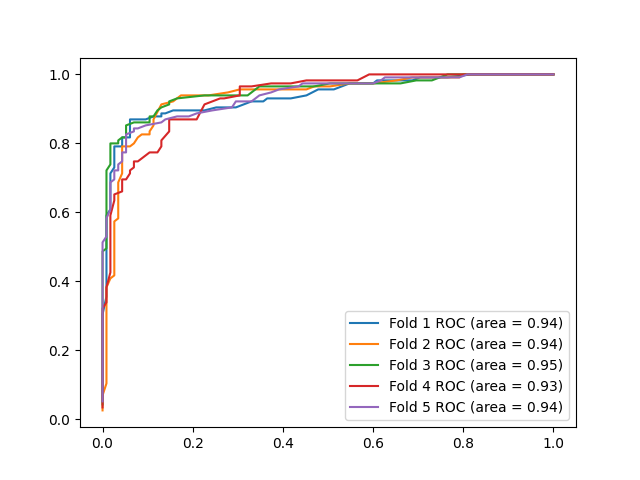 1.0
0.8
0.6
0.4
0.2
0.0
0.0 0.2 0.4 0.6 0.8 1.0
Fold 1 ROC (area = 0.94)
Fold 2 ROC (area = 0.94)
Fold 3 ROC (area = 0.95)
Fold 4 ROC (area = 0.93)
Fold 5 ROC (area = 0.94)